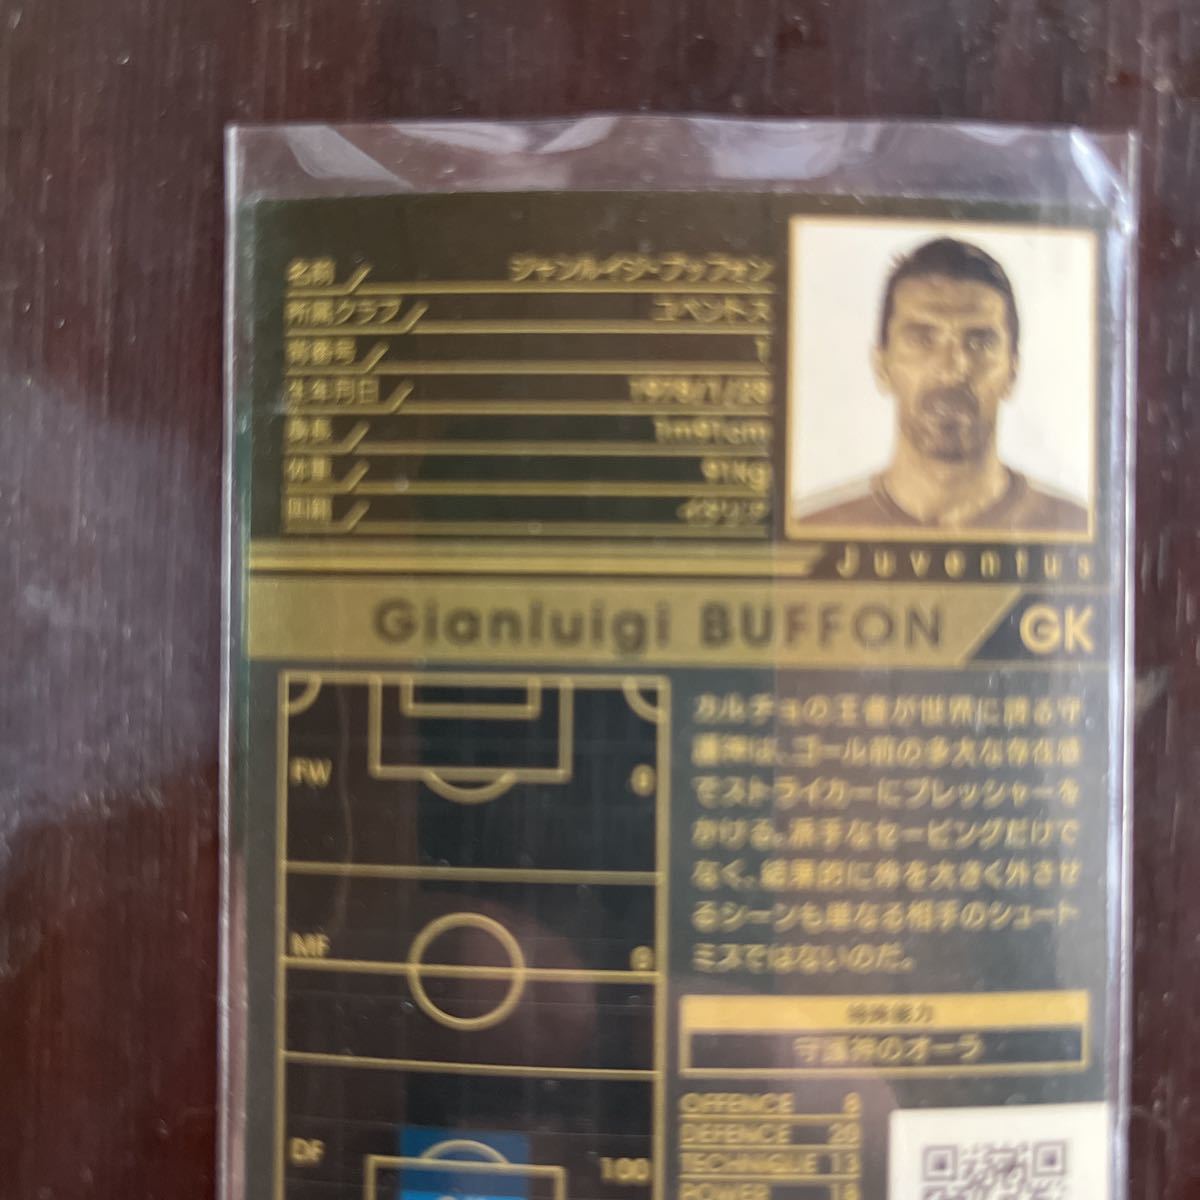 名前 ジャンルイジ・ブッフォン
所属クラブ ユベントス
背番号 1
生年月日 1978/1/28
身長 1m91cm
体重 91kg
国籍 イタリア
Juventus
Gianluigi BUFFON GK
カルチョの王者が世界に誇る守
護神は、ゴール前の多大な存在感
でストライカーにプレッシャーを
かける。派手なセービングだけで
なく、結果的に枠を大きく外させ
るシーンも単なる相手のシュート
ミスではないのだ。
FW 8
MF 8
DF 100
特殊能力
守護神のオーラ
OFFENCE 8
DEFENCE 20
TECHNIQUE 13
POWER 18